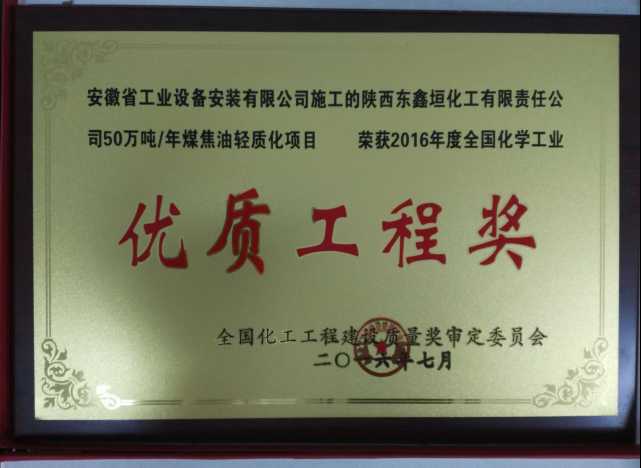 安徽省工业设备安装有限公司施工的陕西东鑫垣化工有限责任公
司50万吨/年煤焦油轻质化项目 荣获2016年度全国化学工业
优质工程奖
全国化工工程建设质量奖审定委员会
二〇一六年七月